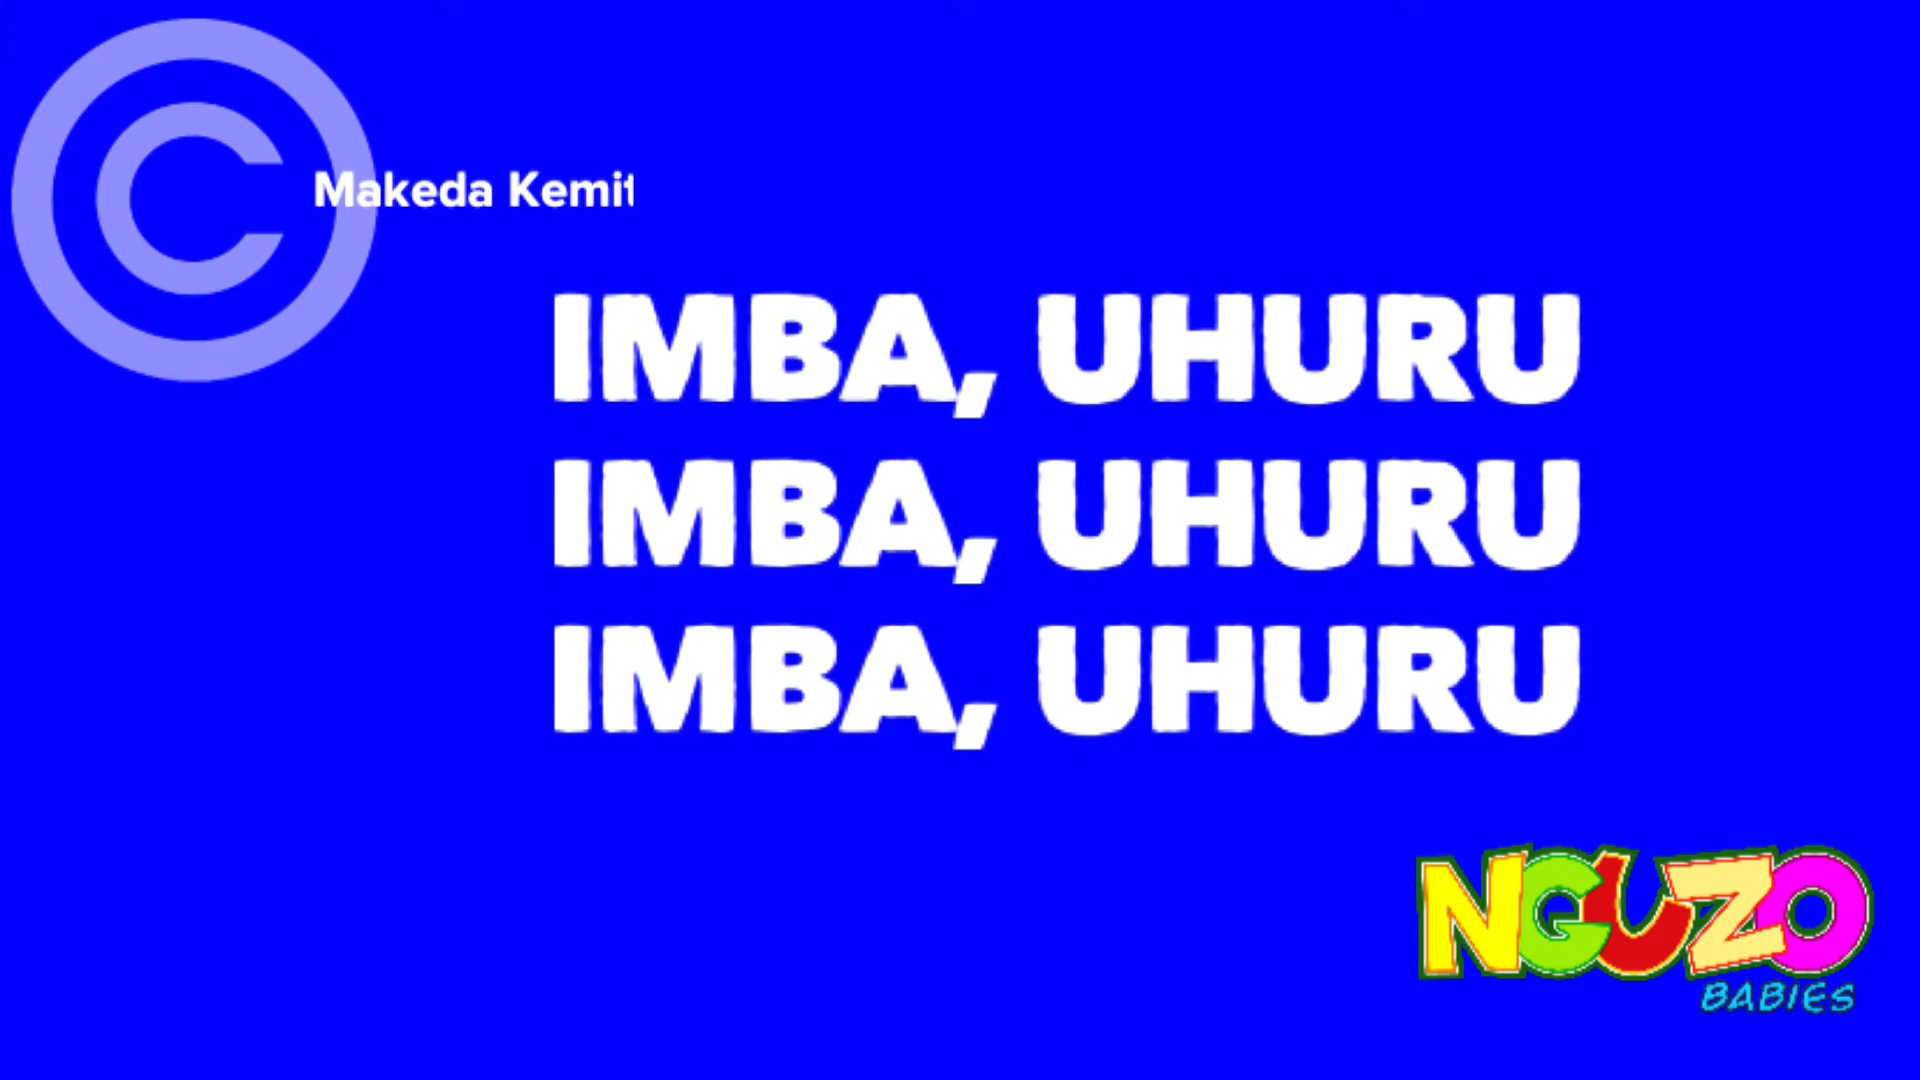 ©
Makeda Kemit
IMBA, UHURU
IMBA, UHURU
IMBA, UHURU
NGUZO
BABIES